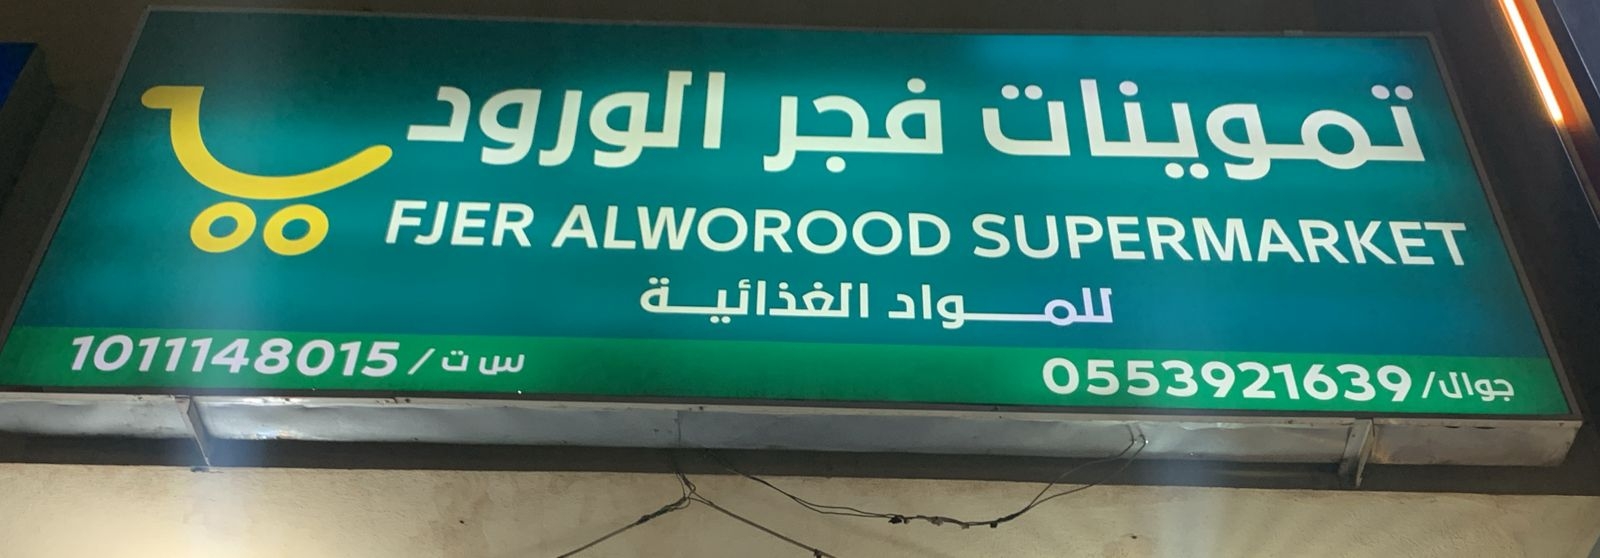 تموينات فجر الورود
FJER ALWOROOD SUPERMARKET
للمـــواد الغذائيــة
جوال/ 0553921639
س ت/ 1011148015